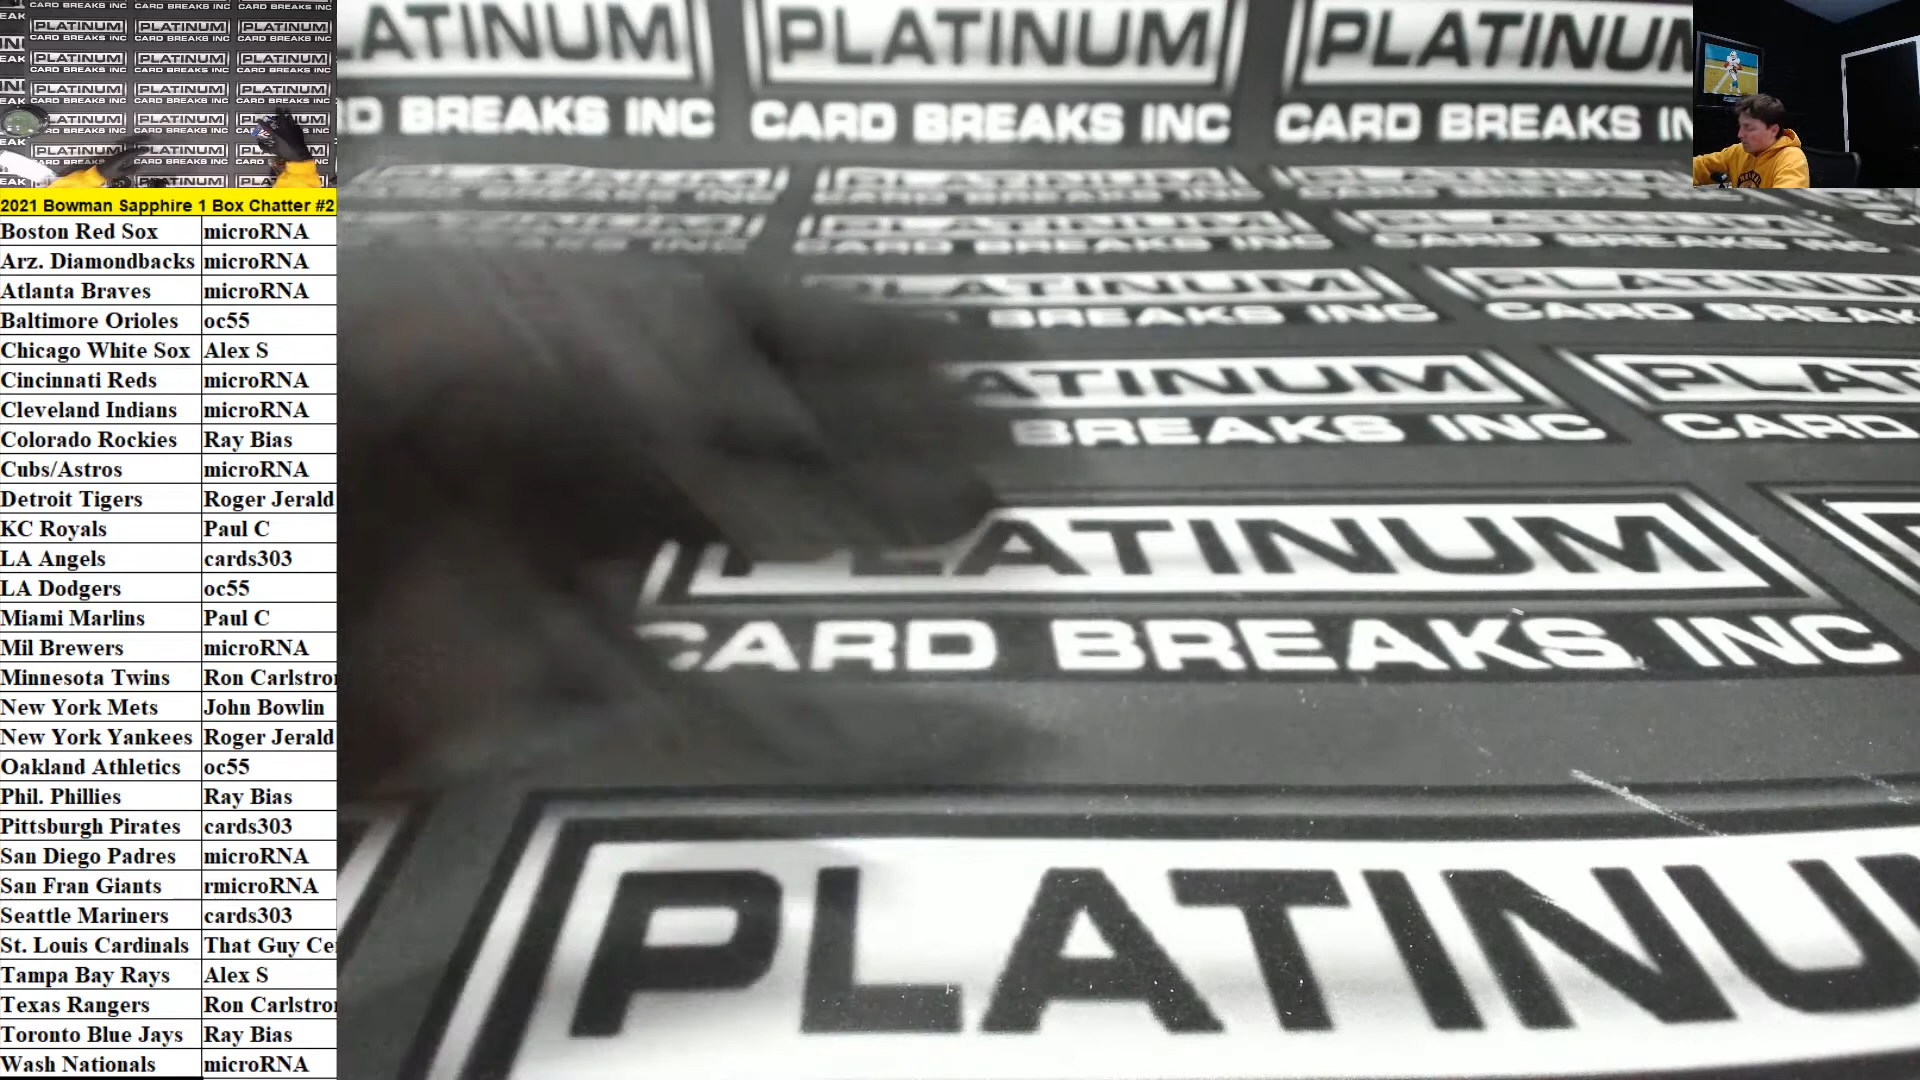 2021 Bowman Sapphire 1 Box Chatter #2
Boston Red Sox microRNA
Arz. Diamondbacks microRNA
Atlanta Braves microRNA
Baltimore Orioles oc55
Chicago White Sox Alex S
Cincinnati Reds microRNA
Cleveland Indians microRNA
Colorado Rockies Ray Bias
Cubs/Astros microRNA
Detroit Tigers Roger Jerald
KC Royals Paul C
LA Angels cards303
LA Dodgers oc55
Miami Marlins Paul C
Mil Brewers microRNA
Minnesota Twins Ron Carlstro
New York Mets John Bowlin
New York Yankees Roger Jerald
Oakland Athletics oc55
Phil. Phillies Ray Bias
Pittsburgh Pirates cards303
San Diego Padres microRNA
San Fran Giants rmicroRNA
Seattle Mariners cards303
St. Louis Cardinals That Guy Ce
Tampa Bay Rays Alex S
Texas Rangers Ron Carlstro
Toronto Blue Jays Ray Bias
Wash Nationals microRNA
LATINUM PLATINUM PLATINUM
D BREAKS INC CARD BREAKS INC CARD BREAKS IN
PLATINUM PLATINUM
CARD BREAKS INC
LATINUM PLATINUM
BREAKS INC CARD BREAK
ATINUM PLAT
BREAKS INC CARD
PLATINUM
CARD BREAKS INC
PLATINU